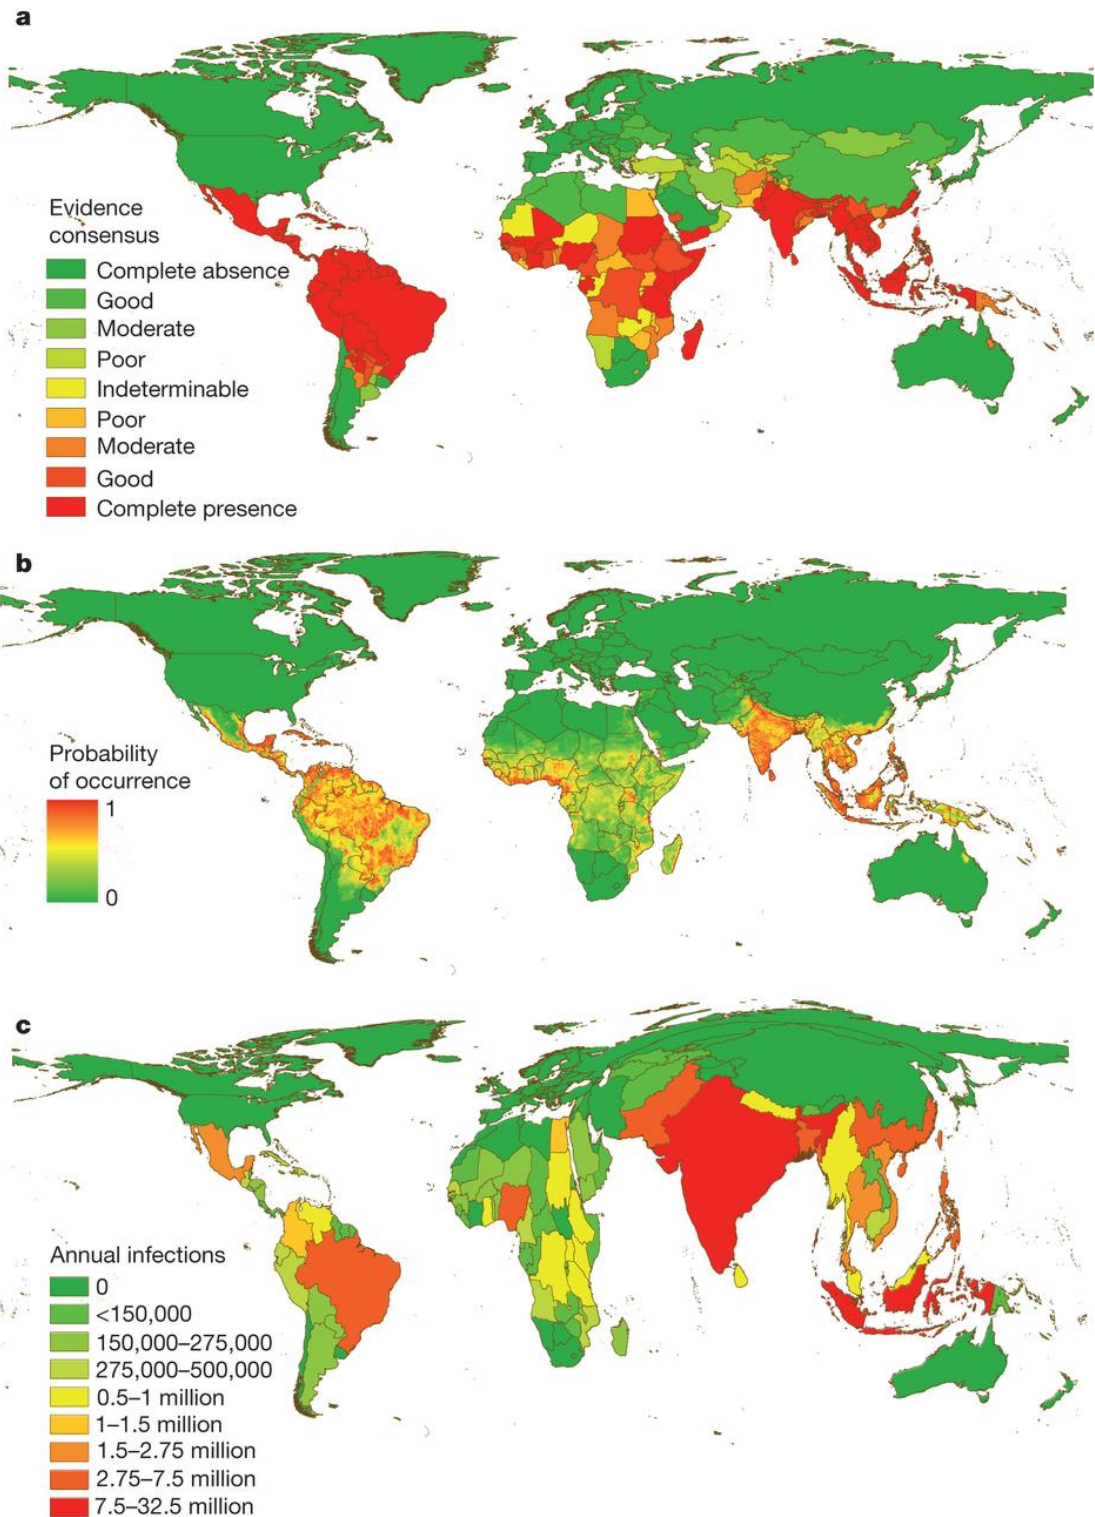 a
Evidence
consensus
Complete absence
Good
Moderate
Poor
Indeterminable
Poor
Moderate
Good
Complete presence
b
Probability
of occurrence
1
0
c
Annual infections
0
<150,000
150,000–275,000
275,000–500,000
0.5–1 million
1–1.5 million
1.5–2.75 million
2.75–7.5 million
7.5–32.5 million